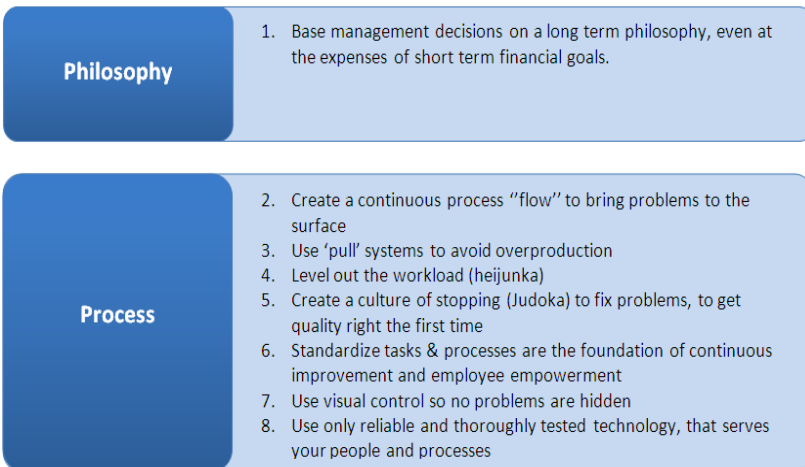 Philosophy
1. Base management decisions on a long term philosophy, even at
the expenses of short term financial goals.
Process
2. Create a continuous process ‘’flow’’ to bring problems to the
surface
3. Use ‘pull’ systems to avoid overproduction
4. Level out the workload (heijunka)
5. Create a culture of stopping (Judoka) to fix problems, to get
quality right the first time
6. Standardize tasks & processes are the foundation of continuous
improvement and employee empowerment
7. Use visual control so no problems are hidden
8. Use only reliable and thoroughly tested technology, that serves
your people and processes